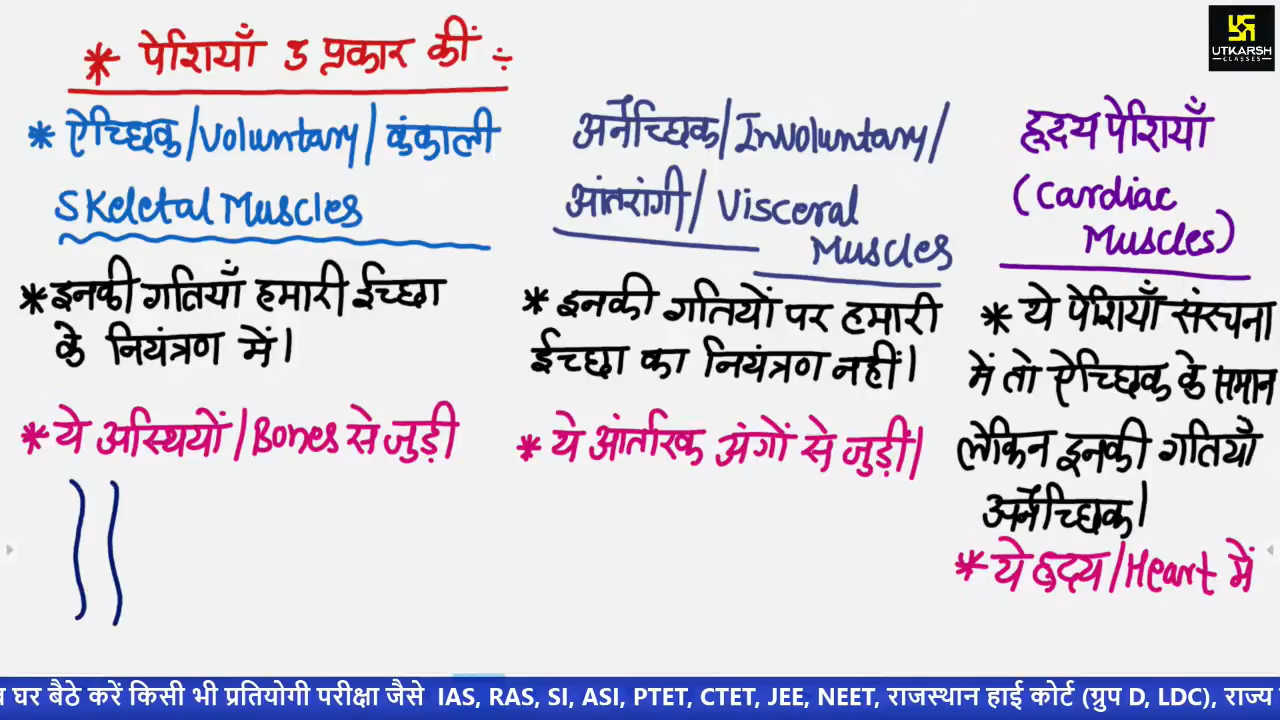 * पेशियाँ 3 प्रकार की ÷
* ऐच्छिक/Voluntary/कंकाली
Skeletal Muscles
* इनकी गतियाँ हमारी ईच्छा
के नियंत्रण में।
* ये अस्थियों/Bones से जुड़ी
अनैच्छिक/Involuntary/
आंतरांगी/Visceral
Muscles
* इनकी गतियों पर हमारी
ईच्छा का नियंत्रण नहीं।
* ये आंतरिक अंगों से जुड़ी।
हृदय पेशियाँ
(Cardiac
Muscles)
* ये पेशियाँ संरचना
में तो ऐच्छिक के समान
लेकिन इनकी गतियाँ
अनैच्छिक।
* ये हृदय/Heart में
UTKARSH
CLASSES
घर बैठे करें किसी भी प्रतियोगी परीक्षा जैसे IAS, RAS, SI, ASI, PTET, CTET, JEE, NEET, राजस्थान हाई कोर्ट (ग्रुप D, LDC), राज्य